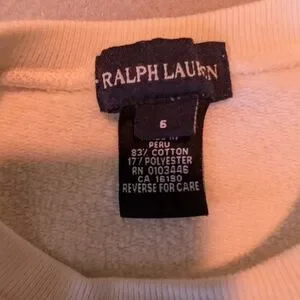 RALPH LAUREN
6
PERU
83% COTTON
17% POLYESTER
RN 0103446
CA 16190
REVERSE FOR CARE